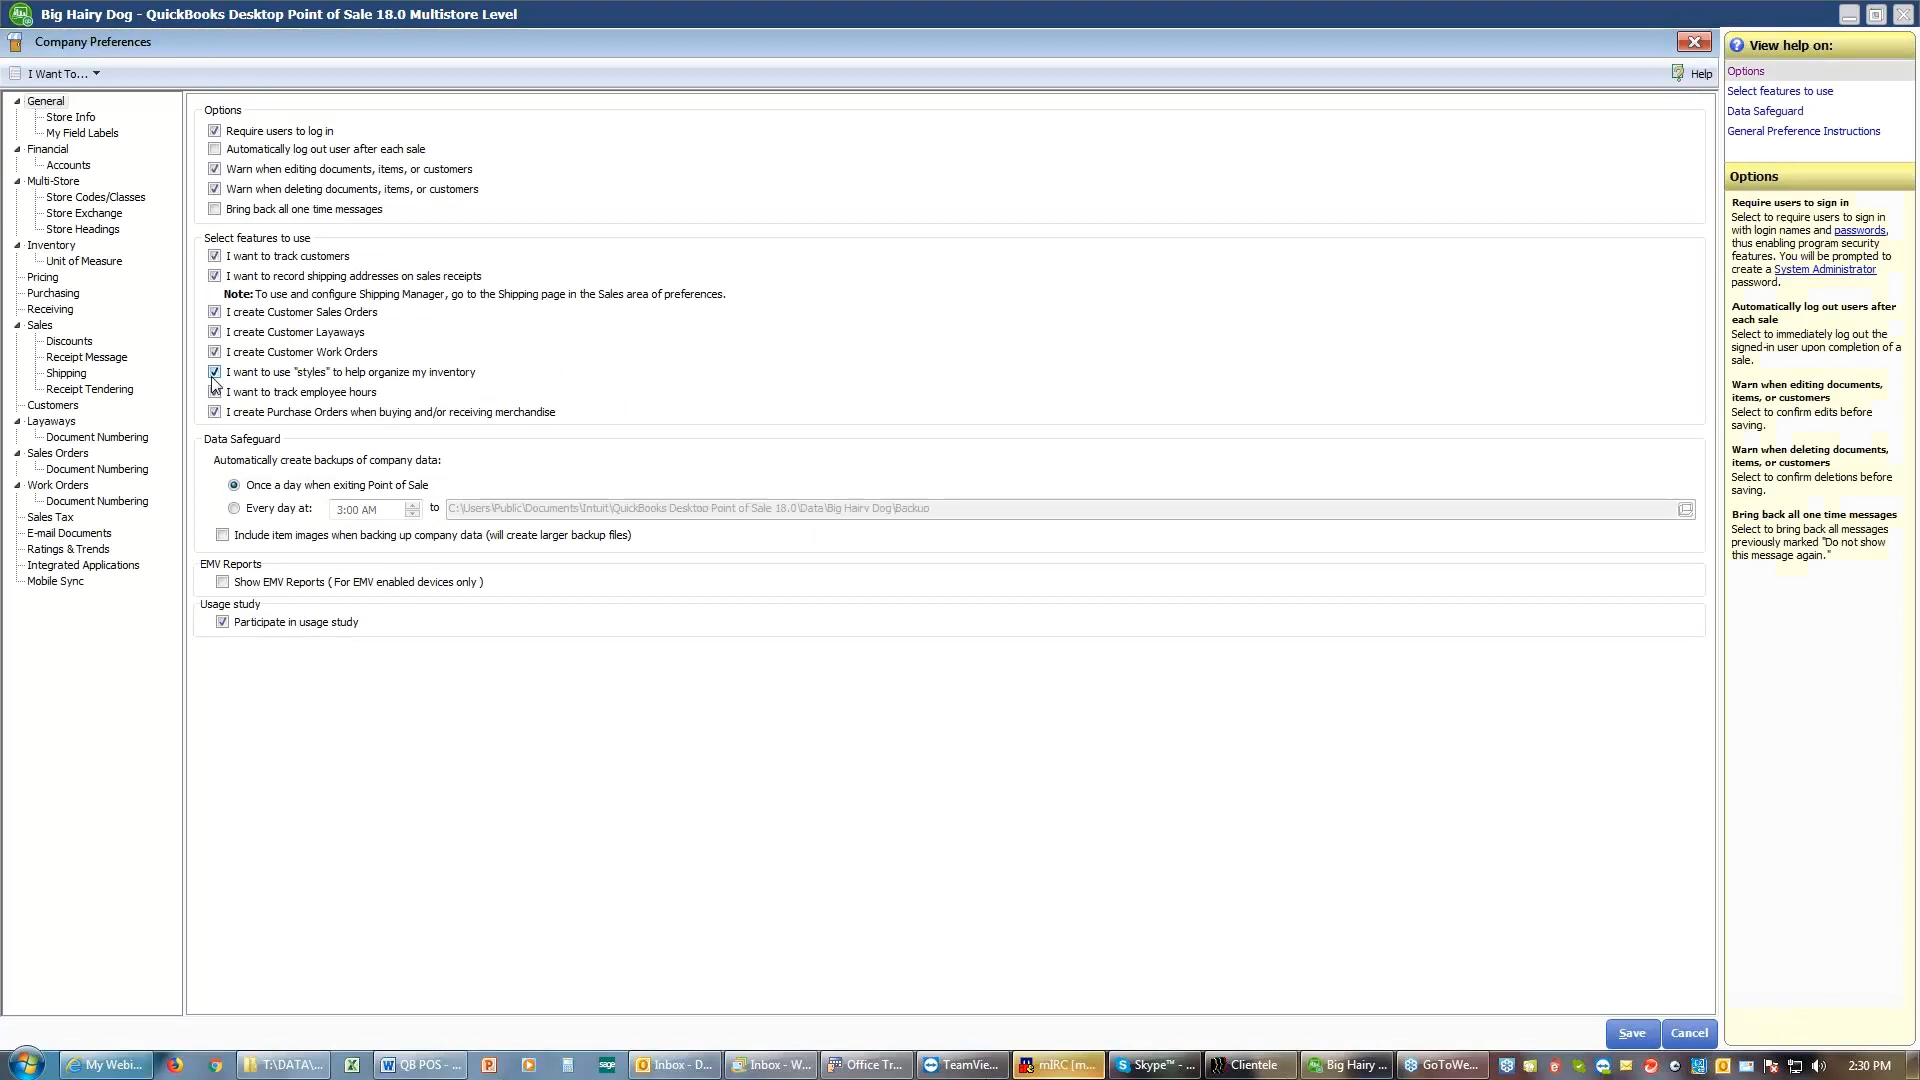 Big Hairy Dog - QuickBooks Desktop Point of Sale 18.0 Multistore Level
Company Preferences
I Want To...
Help
General
Store Info
My Field Labels
Financial
Accounts
Multi-Store
Store Codes/Classes
Store Exchange
Store Headings
Inventory
Unit of Measure
Pricing
Purchasing
Receiving
Sales
Discounts
Receipt Message
Shipping
Receipt Tendering
Customers
Layaways
Document Numbering
Sales Orders
Document Numbering
Work Orders
Document Numbering
Sales Tax
E-mail Documents
Ratings & Trends
Integrated Applications
Mobile Sync
Options
Require users to log in
Automatically log out user after each sale
Warn when editing documents, items, or customers
Warn when deleting documents, items, or customers
Bring back all one time messages
Select features to use
I want to track customers
I want to record shipping addresses on sales receipts
Note: To use and configure Shipping Manager, go to the Shipping page in the Sales area of preferences.
I create Customer Sales Orders
I create Customer Layaways
I create Customer Work Orders
I want to use "styles" to help organize my inventory
I want to track employee hours
I create Purchase Orders when buying and/or receiving merchandise
Data Safeguard
Automatically create backups of company data:
Once a day when exiting Point of Sale
Every day at: 3:00 AM to C:\Users\Public\Documents\Intuit\QuickBooks Desktop Point of Sale 18.0\Data\Big Hairy Dog\Backup
Include item images when backing up company data (will create larger backup files)
EMV Reports
Show EMV Reports ( For EMV enabled devices only )
Usage study
Participate in usage study
Save Cancel
View help on:
Options
Select features to use
Data Safeguard
General Preference Instructions
Options
Require users to sign in
Select to require users to sign in
with login names and passwords,
thus enabling program security
features. You will be prompted to
create a System Administrator
password.
Automatically log out users after
each sale
Select to immediately log out the
signed-in user upon completion of a
sale.
Warn when editing documents,
items, or customers
Select to confirm edits before
saving.
Warn when deleting documents,
items, or customers
Select to confirm deletions before
saving.
Bring back all one time messages
Select to bring back all messages
previously marked "Do not show
this message again."
My Webi... T:\DATA\... QB POS - ... sage Inbox - D... Inbox - W... Office Tr... TeamVie... mIRC [m... Skype™ - ... Clientele Big Hairy ... GoToWe... 2:30 PM